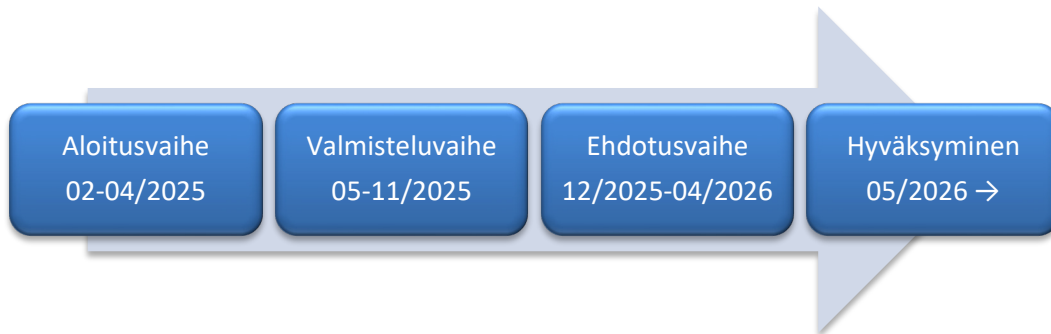 Aloitusvaihe
02-04/2025
Valmisteluvaihe
05-11/2025
Ehdotusvaihe
12/2025-04/2026
Hyväksyminen
05/2026 →